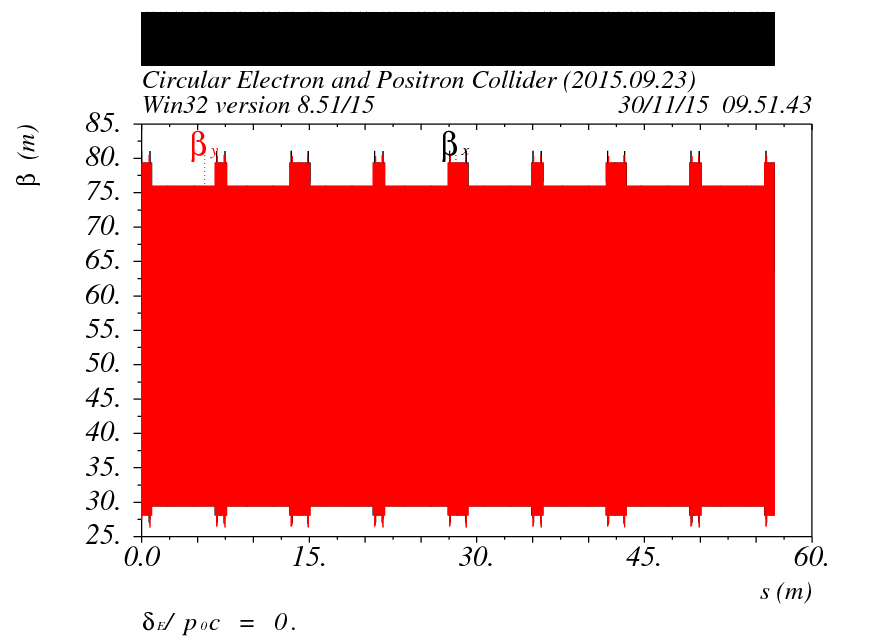 Circular Electron and Positron Collider (2015.09.23)
Win32 version 8.51/15 30/11/15 09.51.43
β (m)
85.
80.
75.
70.
65.
60.
55.
50.
45.
40.
35.
30.
25.
β y β x
0.0 15. 30. 45. 60.
s (m)
δE/ p0c = 0.